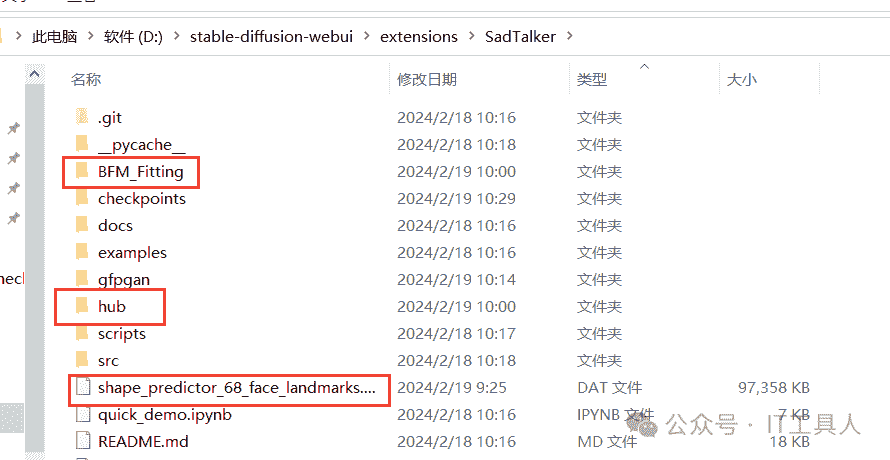 此电脑 > 软件 (D:) > stable-diffusion-webui > extensions > SadTalker >
名称 修改日期 类型 大小
.git 2024/2/18 10:16 文件夹
__pycache__ 2024/2/18 10:18 文件夹
BFM_Fitting 2024/2/19 10:00 文件夹
checkpoints 2024/2/19 10:29 文件夹
docs 2024/2/18 10:16 文件夹
examples 2024/2/18 10:16 文件夹
gfpgan 2024/2/19 10:14 文件夹
hub 2024/2/19 10:00 文件夹
scripts 2024/2/18 10:17 文件夹
src 2024/2/18 10:18 文件夹
shape_predictor_68_face_landmarks.... 2024/2/19 9:25 DAT 文件 97,358 KB
quick_demo.ipynb 2024/2/18 10:16 IPYNB 文件 7 KB
README.md 2024/2/18 10:16 MD 文件 18 KB
公众号 · IT工具人